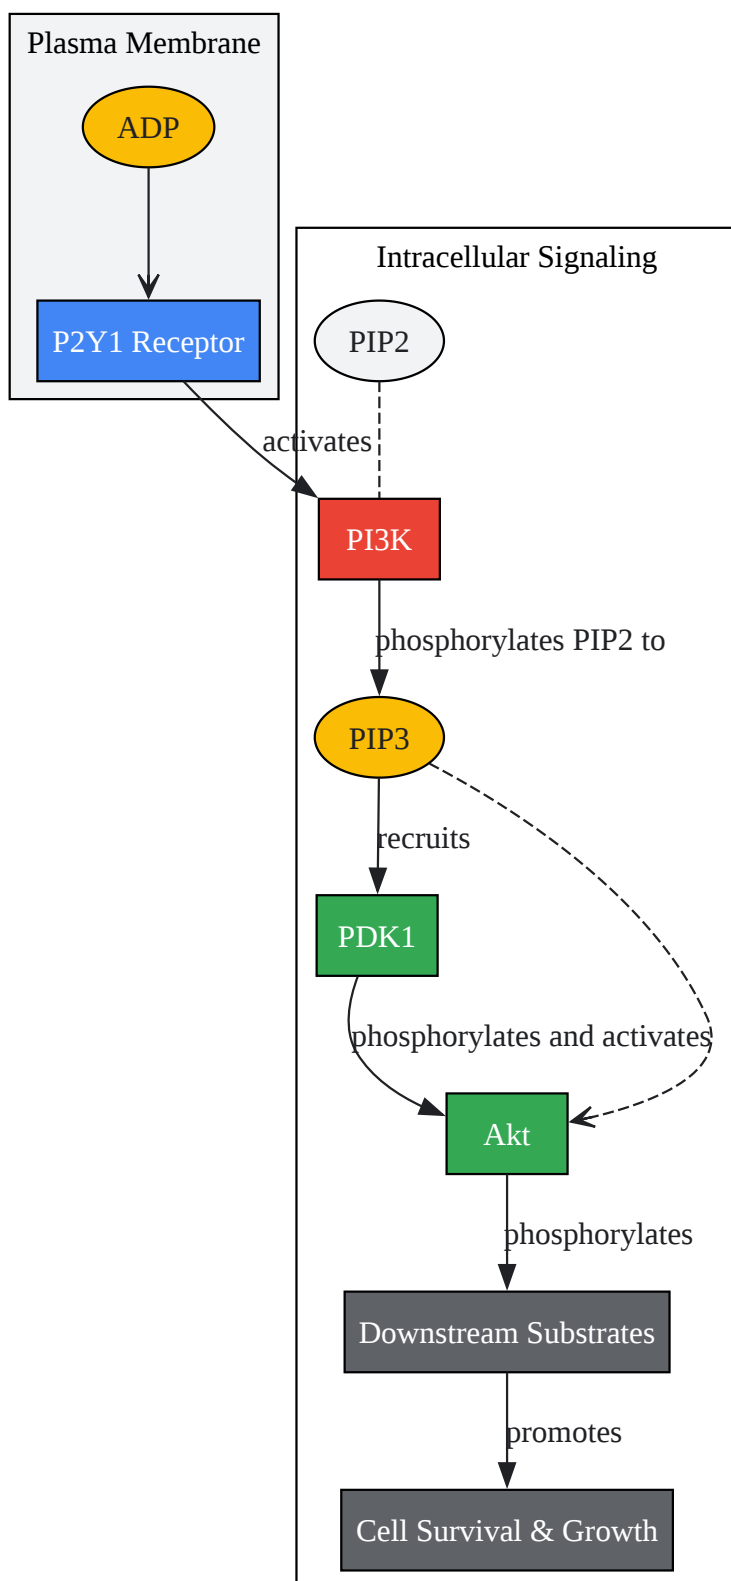 Plasma Membrane
ADP
P2Y1 Receptor
Intracellular Signaling
PIP2
activates
PI3K
phosphorylates PIP2 to
PIP3
recruits
PDK1
phosphorylates and activates
Akt
phosphorylates
Downstream Substrates
promotes
Cell Survival & Growth